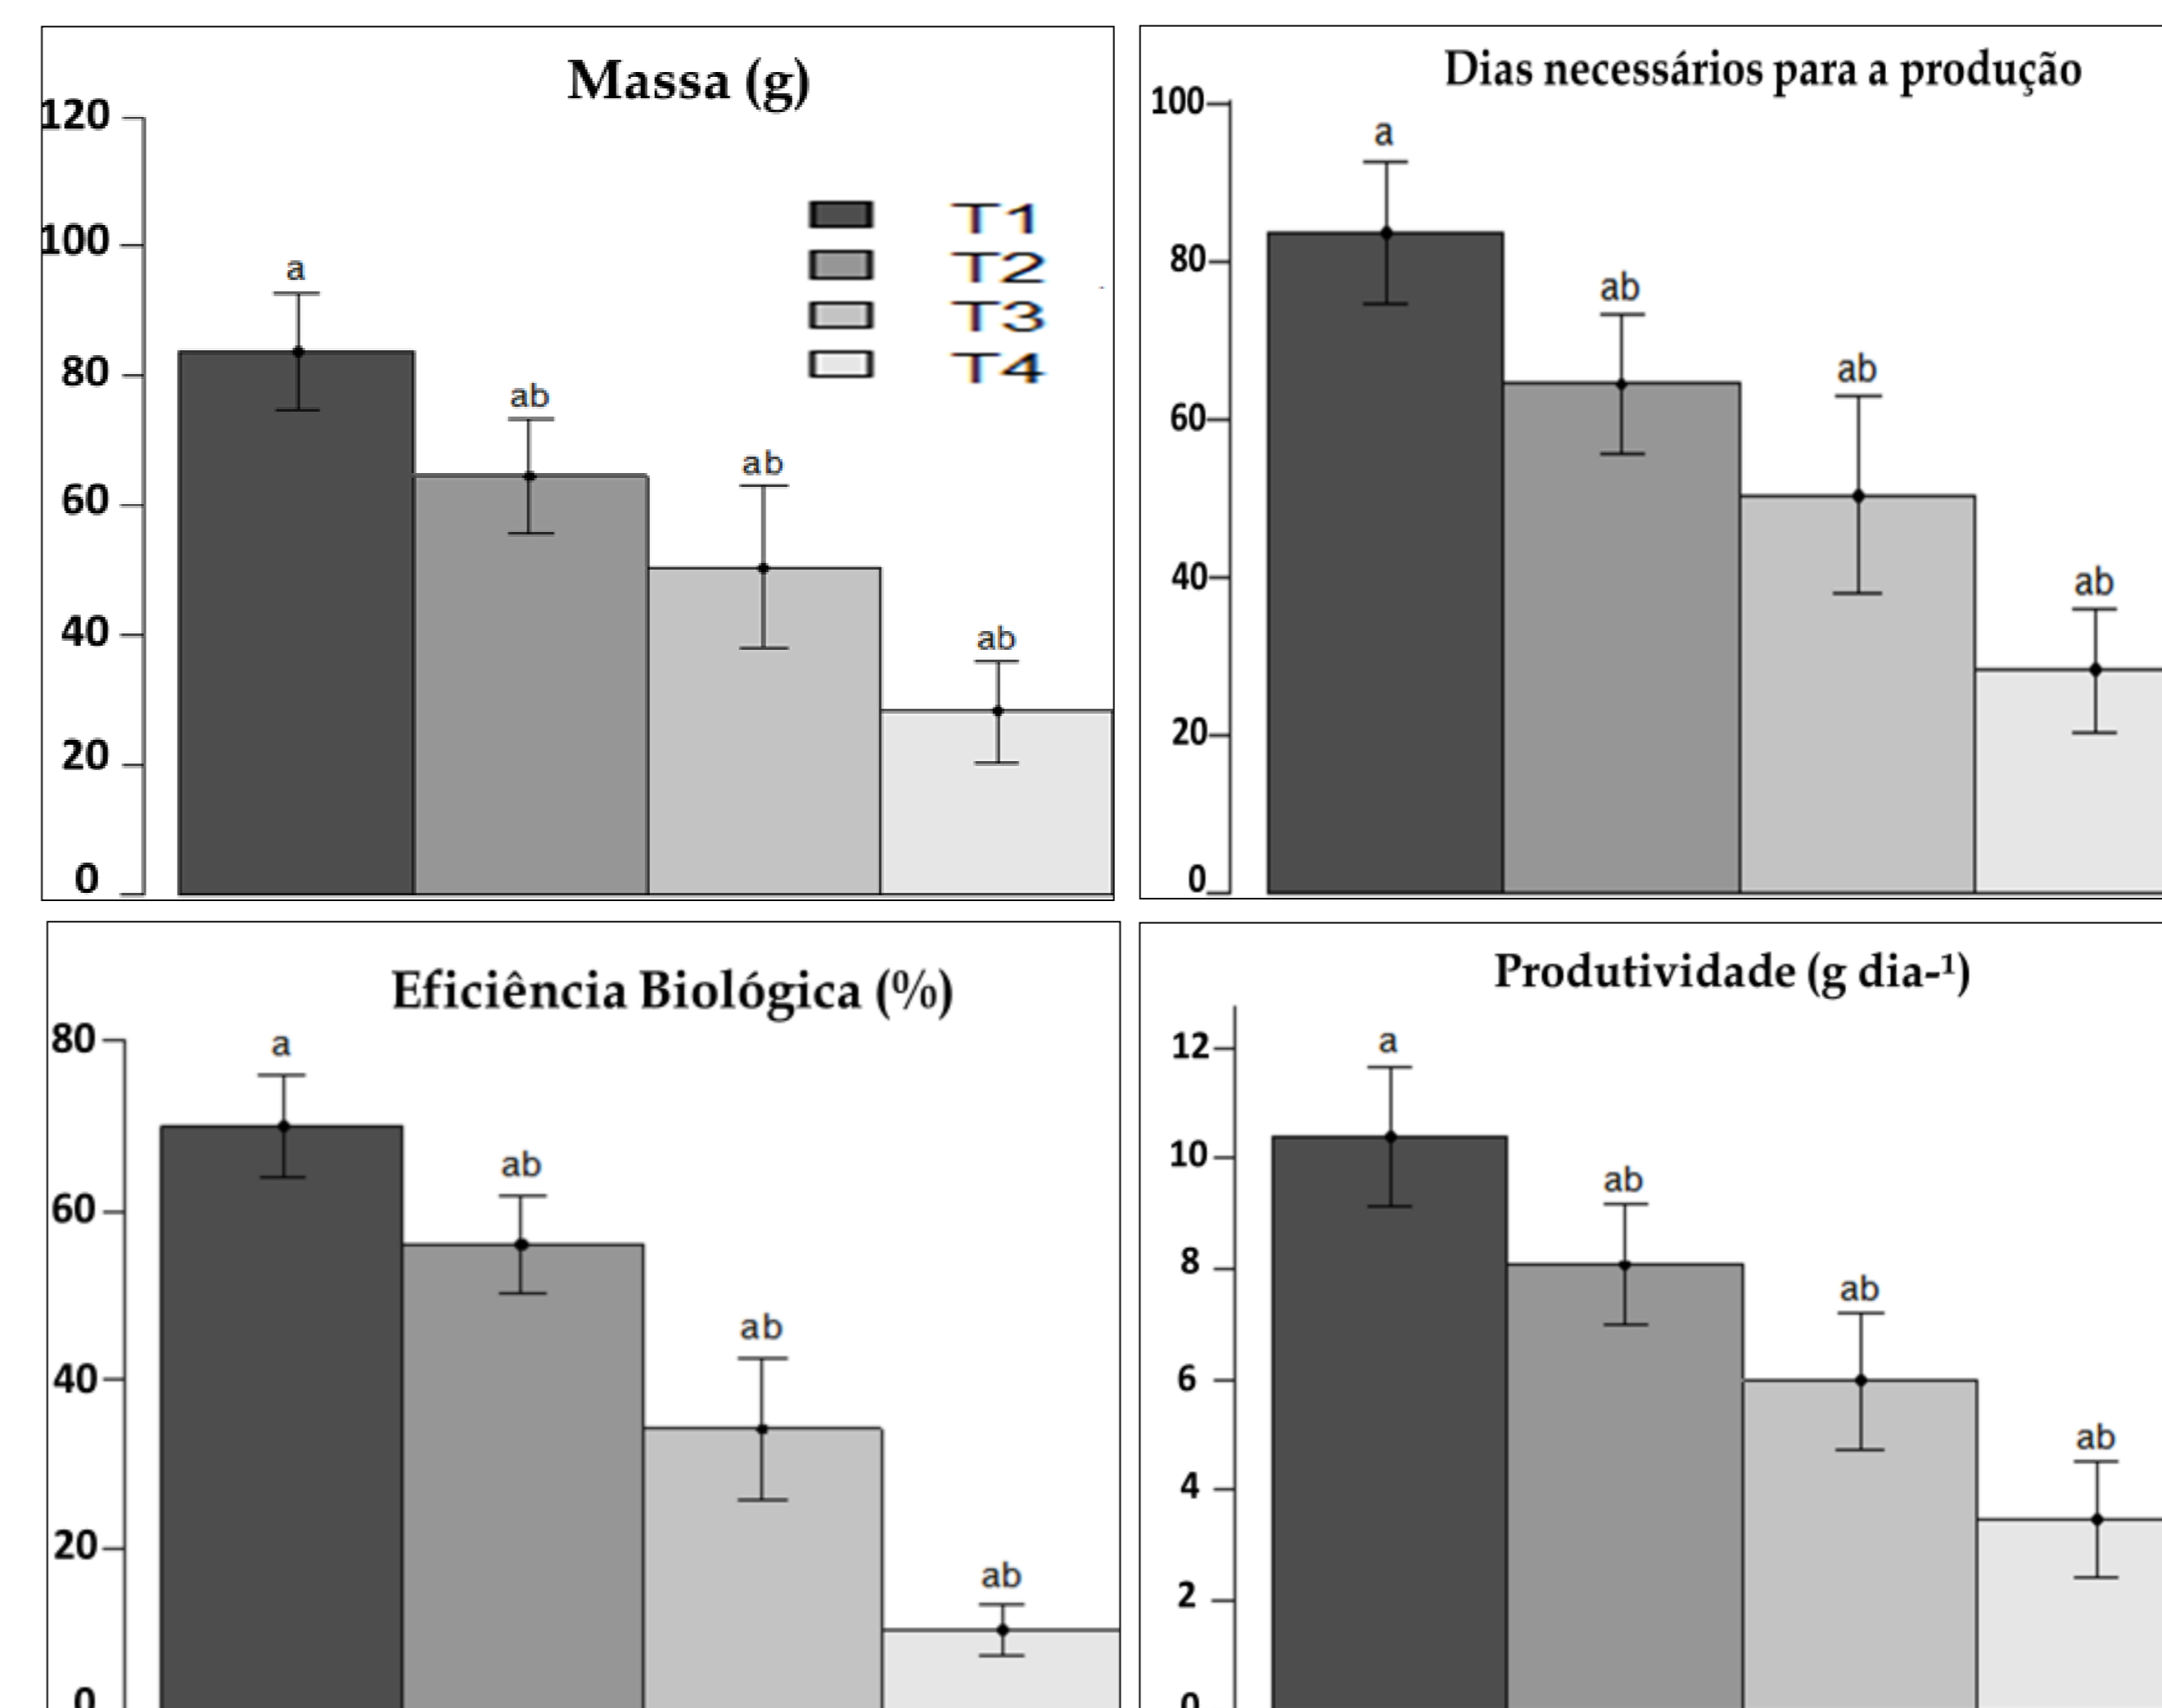 Massa (g)
120
100
80
60
40
20
0
a
ab
ab
ab
T1
T2
T3
T4
Dias necessários para a produção
100
80
60
40
20
0
a
ab
ab
ab
Eficiência Biológica (%)
80
60
40
20
0
a
ab
ab
ab
Produtividade (g dia-¹)
12
10
8
6
4
2
0
a
ab
ab
ab